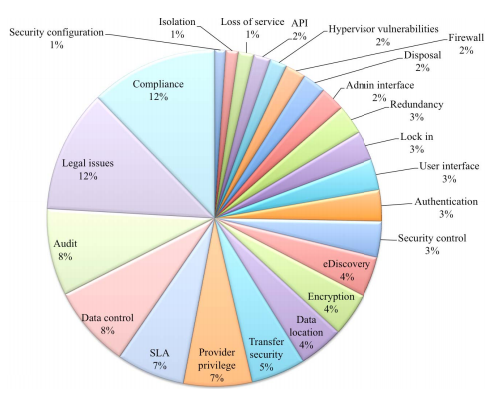 Security configuration
1%
Isolation
1%
Loss of service
1%
API
2%
Hypervisor vulnerabilities
2%
Firewall
2%
Disposal
2%
Admin interface
2%
Redundancy
3%
Lock in
3%
User interface
3%
Authentication
3%
Security control
3%
eDiscovery
4%
Encryption
4%
Data
location
4%
Transfer
security
5%
Provider
privilege
7%
SLA
7%
Data control
8%
Audit
8%
Legal issues
12%
Compliance
12%